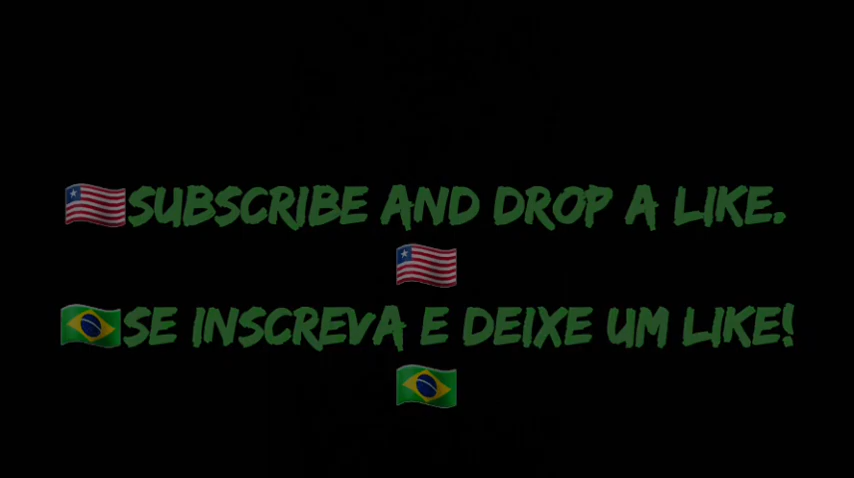 🇱🇷SUBSCRIBE AND DROP A LIKE.
🇱🇷
🇧🇷SE INSCREVA E DEIXE UM LIKE!
🇧🇷